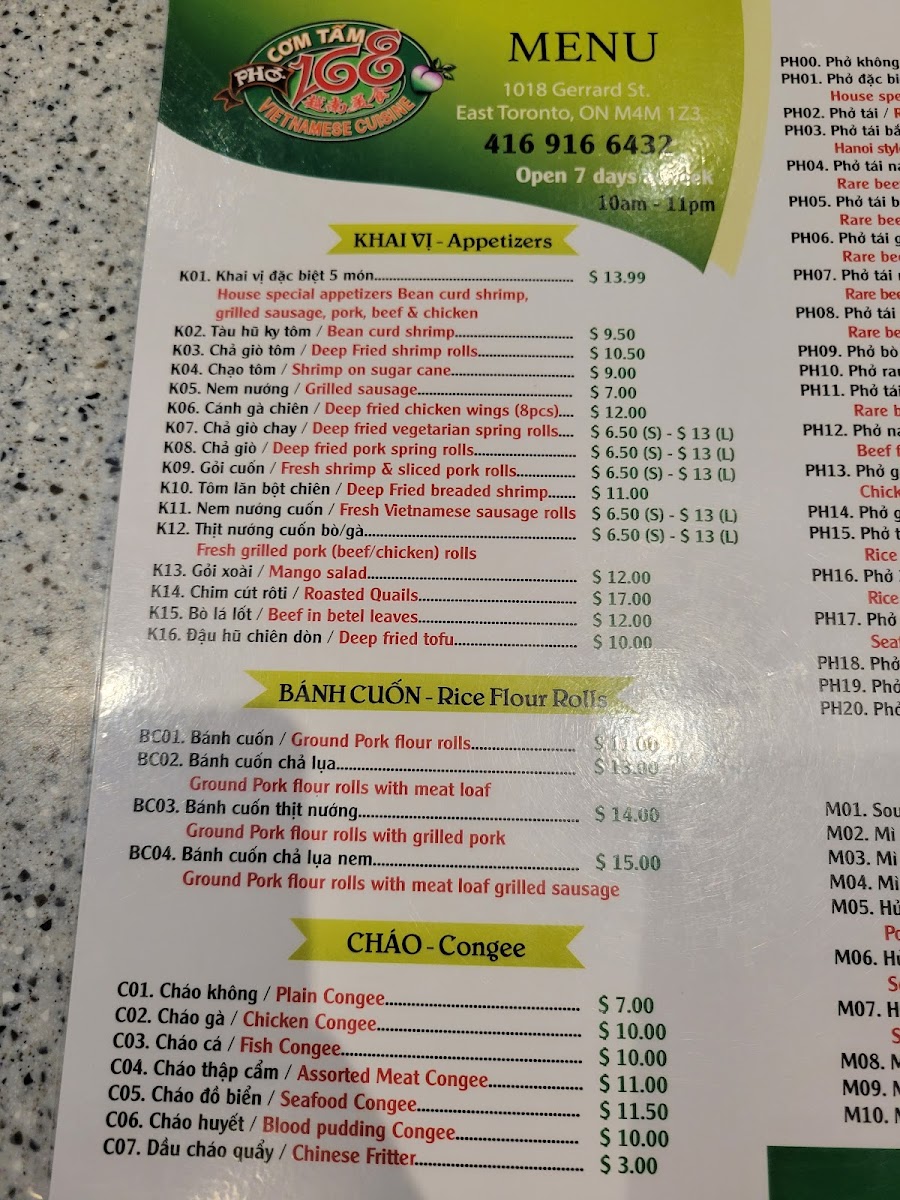 CƠM TẤM
PHỞ 168
越南美食
VIETNAMESE CUISINE
MENU
1018 Gerrard St.
East Toronto, ON M4M 1Z3
416 916 6432
Open 7 days a week
10am - 11pm
KHAI VỊ - Appetizers
K01. Khai vị đặc biệt 5 món $ 13.99
House special appetizers Bean curd shrimp,
grilled sausage, pork, beef & chicken
K02. Tàu hũ ky tôm / Bean curd shrimp $ 9.50
K03. Chả giò tôm / Deep Fried shrimp rolls $ 10.50
K04. Chạo tôm / Shrimp on sugar cane $ 9.00
K05. Nem nướng / Grilled sausage $ 7.00
K06. Cánh gà chiên / Deep fried chicken wings (8pcs) $ 12.00
K07. Chả giò chay / Deep fried vegetarian spring rolls $ 6.50 (S) - $ 13 (L)
K08. Chả giò / Deep fried pork spring rolls $ 6.50 (S) - $ 13 (L)
K09. Gỏi cuốn / Fresh shrimp & sliced pork rolls $ 6.50 (S) - $ 13 (L)
K10. Tôm lăn bột chiên / Deep Fried breaded shrimp $ 11.00
K11. Nem nướng cuốn / Fresh Vietnamese sausage rolls $ 6.50 (S) - $ 13 (L)
K12. Thịt nướng cuốn bò/gà $ 6.50 (S) - $ 13 (L)
Fresh grilled pork (beef/chicken) rolls
K13. Gỏi xoài / Mango salad $ 12.00
K14. Chim cút rôti / Roasted Quails $ 17.00
K15. Bò lá lốt / Beef in betel leaves $ 12.00
K16. Đậu hũ chiên dòn / Deep fried tofu $ 10.00
BÁNH CUỐN - Rice Flour Rolls
BC01. Bánh cuốn / Ground Pork flour rolls $ 11.00
BC02. Bánh cuốn chả lụa $ 13.00
Ground Pork flour rolls with meat loaf
BC03. Bánh cuốn thịt nướng $ 14.00
Ground Pork flour rolls with grilled pork
BC04. Bánh cuốn chả lụa nem $ 15.00
Ground Pork flour rolls with meat loaf grilled sausage
CHÁO - Congee
C01. Cháo không / Plain Congee $ 7.00
C02. Cháo gà / Chicken Congee $ 10.00
C03. Cháo cá / Fish Congee $ 10.00
C04. Cháo thập cẩm / Assorted Meat Congee $ 11.00
C05. Cháo đồ biển / Seafood Congee $ 11.50
C06. Cháo huyết / Blood pudding Congee $ 10.00
C07. Dầu cháo quẩy / Chinese Fritter $ 3.00
PH00. Phở không
PH01. Phở đặc
House
PH02. Phở tái /
PH03. Phở tái
Hanoi
PH04. Phở tái
Rare
PH05. Phở tái
Rare
PH06. Phở tái
Rare
PH07. Phở tái
Rare
PH08. Phở tái
Rare
PH09. Phở bò
PH10. Phở
PH11. Phở tái
Rare
PH12. Phở
Beef
PH13. Phở
PH14. Phở
PH15. Phở
Rice
PH16. Phở
Rice
PH17. Phở
PH18. Phở
PH19. Phở
PH20. Phở
M01.
M02. Mì
M03. Mì
M04. Mì
M05.
M06.
M07.
M08.
M09.
M10.